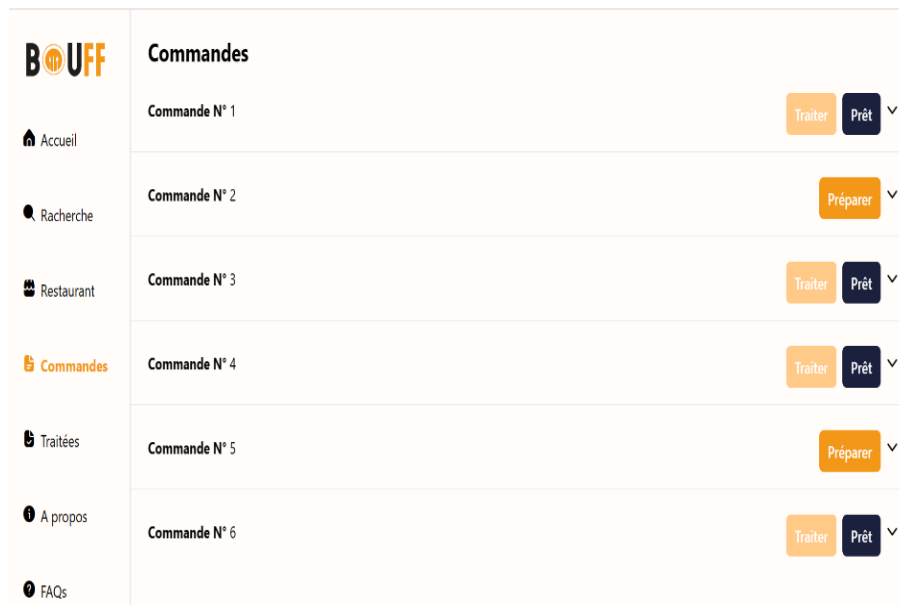 BOUFF
Accueil
Racherche
Restaurant
Commandes
Traitées
A propos
FAQs
Commandes
Commande N° 1
Traiter Prêt
Commande N° 2
Préparer
Commande N° 3
Traiter Prêt
Commande N° 4
Traiter Prêt
Commande N° 5
Préparer
Commande N° 6
Traiter Prêt